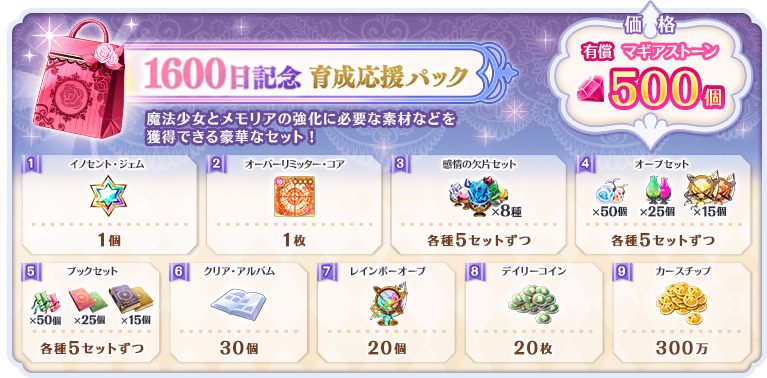 1600日記念 育成応援パック
価格
有償 マギアストーン
500個
魔法少女とメモリアの強化に必要な素材などを
獲得できる豪華なセット！
1 イノセント・ジェム
1個
2 オーバーリミッター・コア
1枚
3 感情の欠片セット
×8種
各種5セットずつ
4 オーブセット
×50個 ×25個 ×15個
各種5セットずつ
5 ブックセット
×50個 ×25個 ×15個
各種5セットずつ
6 クリア・アルバム
30個
7 レインボーオーブ
20個
8 デイリーコイン
20枚
9 カースチップ
300万